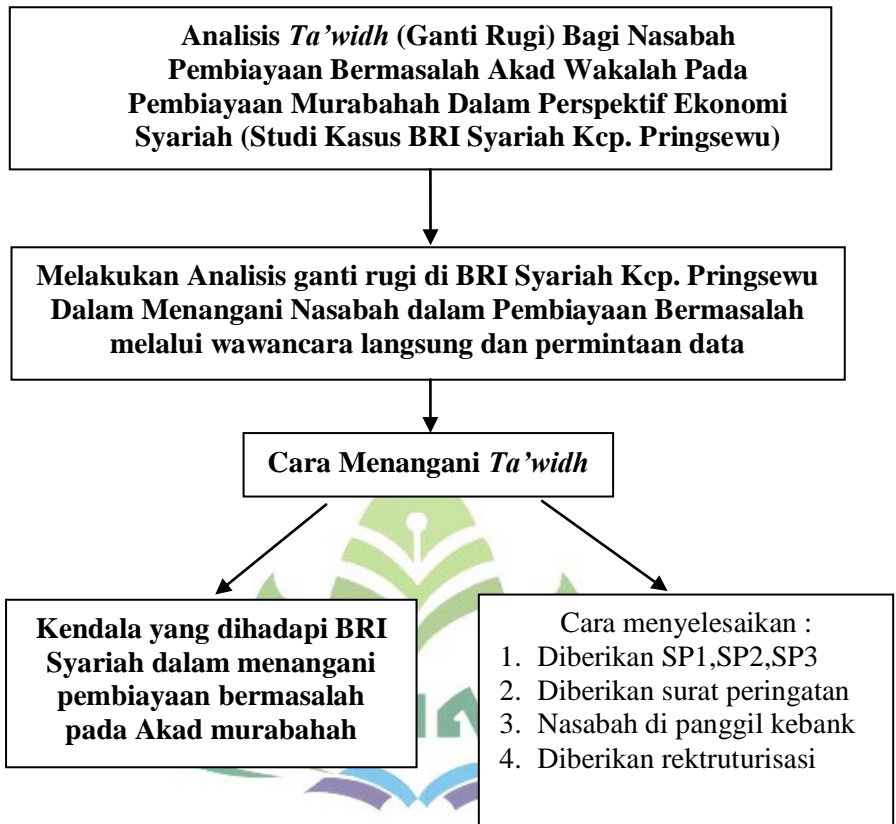 Analisis Ta’widh (Ganti Rugi) Bagi Nasabah
Pembiayaan Bermasalah Akad Wakalah Pada
Pembiayaan Murabahah Dalam Perspektif Ekonomi
Syariah (Studi Kasus BRI Syariah Kcp. Pringsewu)
Melakukan Analisis ganti rugi di BRI Syariah Kcp. Pringsewu
Dalam Menangani Nasabah dalam Pembiayaan Bermasalah
melalui wawancara langsung dan permintaan data
Cara Menangani Ta’widh
Kendala yang dihadapi BRI
Syariah dalam menangani
pembiayaan bermasalah
pada Akad murabahah
Cara menyelesaikan :
1. Diberikan SP1,SP2,SP3
2. Diberikan surat peringatan
3. Nasabah di panggil kebank
4. Diberikan rektruturisasi